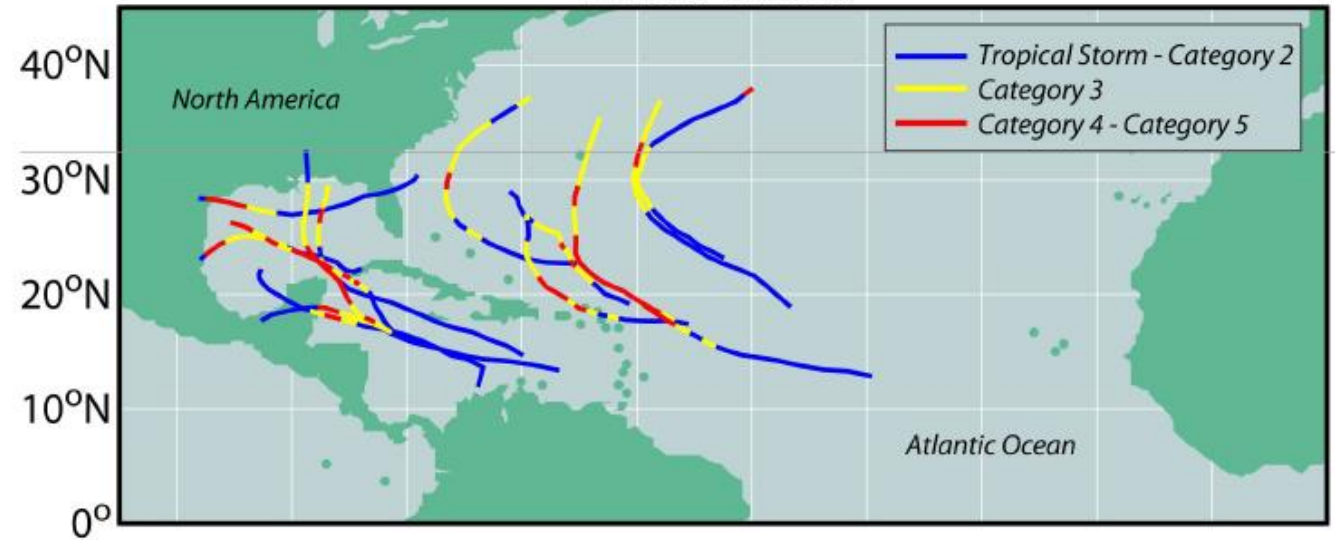 40°N
30°N
20°N
10°N
0°
North America
Tropical Storm - Category 2
Category 3
Category 4 - Category 5
Atlantic Ocean